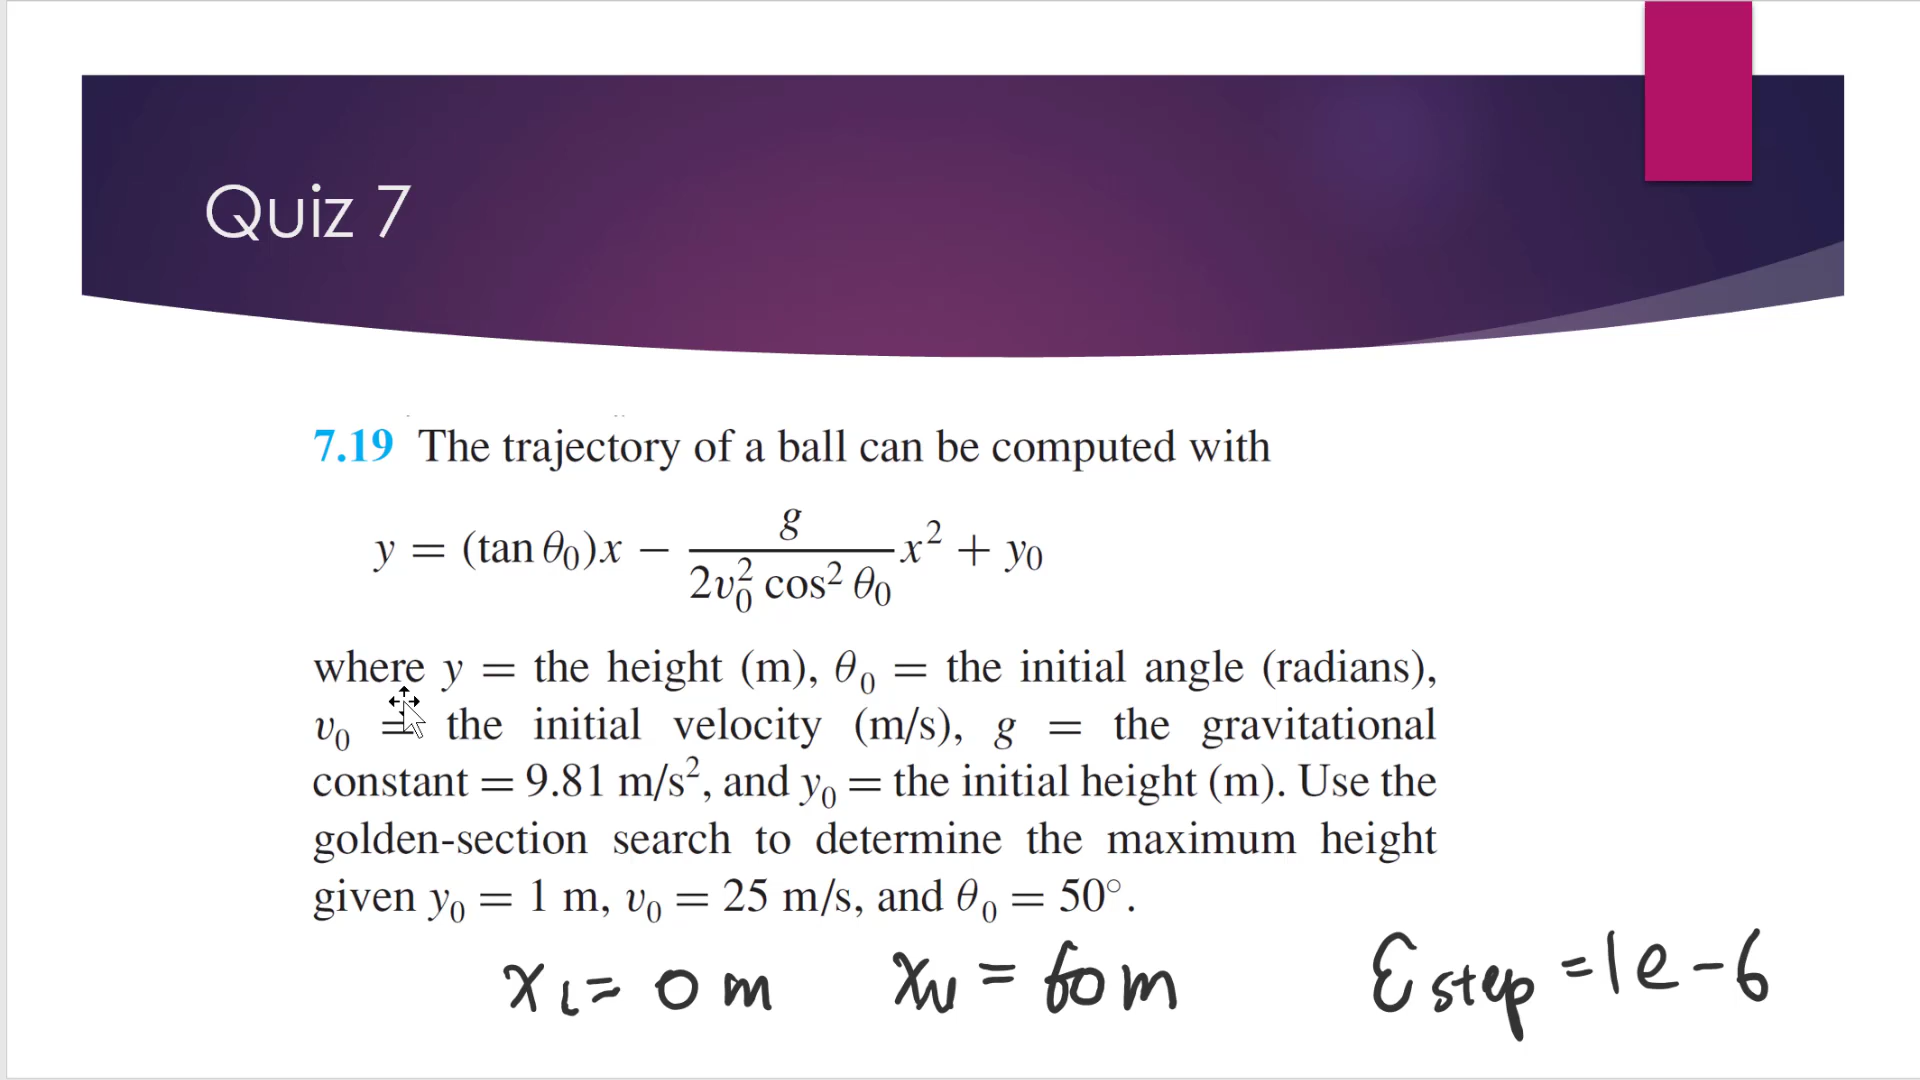 Quiz 7
7.19 The trajectory of a ball can be computed with
y = (tan θ₀)x − g / (2v₀² cos² θ₀) x² + y₀
where y = the height (m), θ₀ = the initial angle (radians),
v₀ = the initial velocity (m/s), g = the gravitational
constant = 9.81 m/s², and y₀ = the initial height (m). Use the
golden-section search to determine the maximum height
given y₀ = 1 m, v₀ = 25 m/s, and θ₀ = 50°.
x_L = 0 m x_u = 60 m ε_step = 1e-6